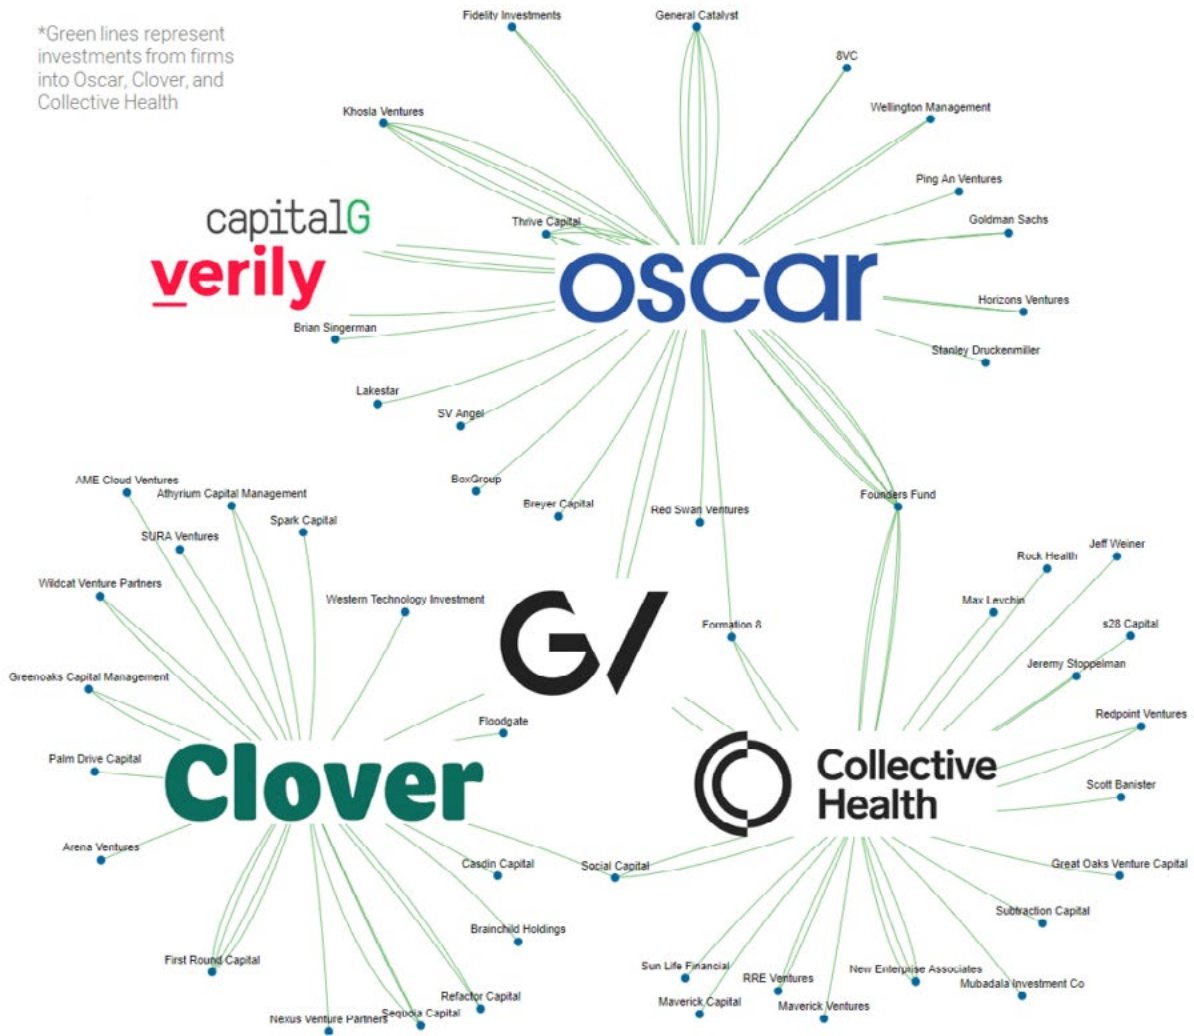 *Green lines represent
investments from firms
into Oscar, Clover, and
Collective Health
Fidelity Investments
General Catalyst
8VC
Khosla Ventures
Wellington Management
Ping An Ventures
Thrive Capital
Goldman Sachs
capitalG
verily
oscar
Horizons Ventures
Brian Singerman
Stanley Druckenmiller
Lakestar
SV Angel
BoxGroup
Breyer Capital
Red Swan Ventures
Founders Fund
AME Cloud Ventures
Athyrium Capital Management
Spark Capital
SURA Ventures
Wildcat Venture Partners
Western Technology Investment
GV
Formation 8
Rock Health
Jeff Weiner
Max Levchin
s28 Capital
Jeremy Stoppelman
Greenoaks Capital Management
Floodgate
Redpoint Ventures
Palm Drive Capital
Clover
Collective
Health
Scott Banister
Arena Ventures
Casdin Capital
Social Capital
Great Oaks Venture Capital
Brainchild Holdings
Subtraction Capital
First Round Capital
Sun Life Financial
RRE Ventures
New Enterprise Associates
Mubadala Investment Co
Refactor Capital
Maverick Capital
Maverick Ventures
Nexus Venture Partners
Sequoia Capital